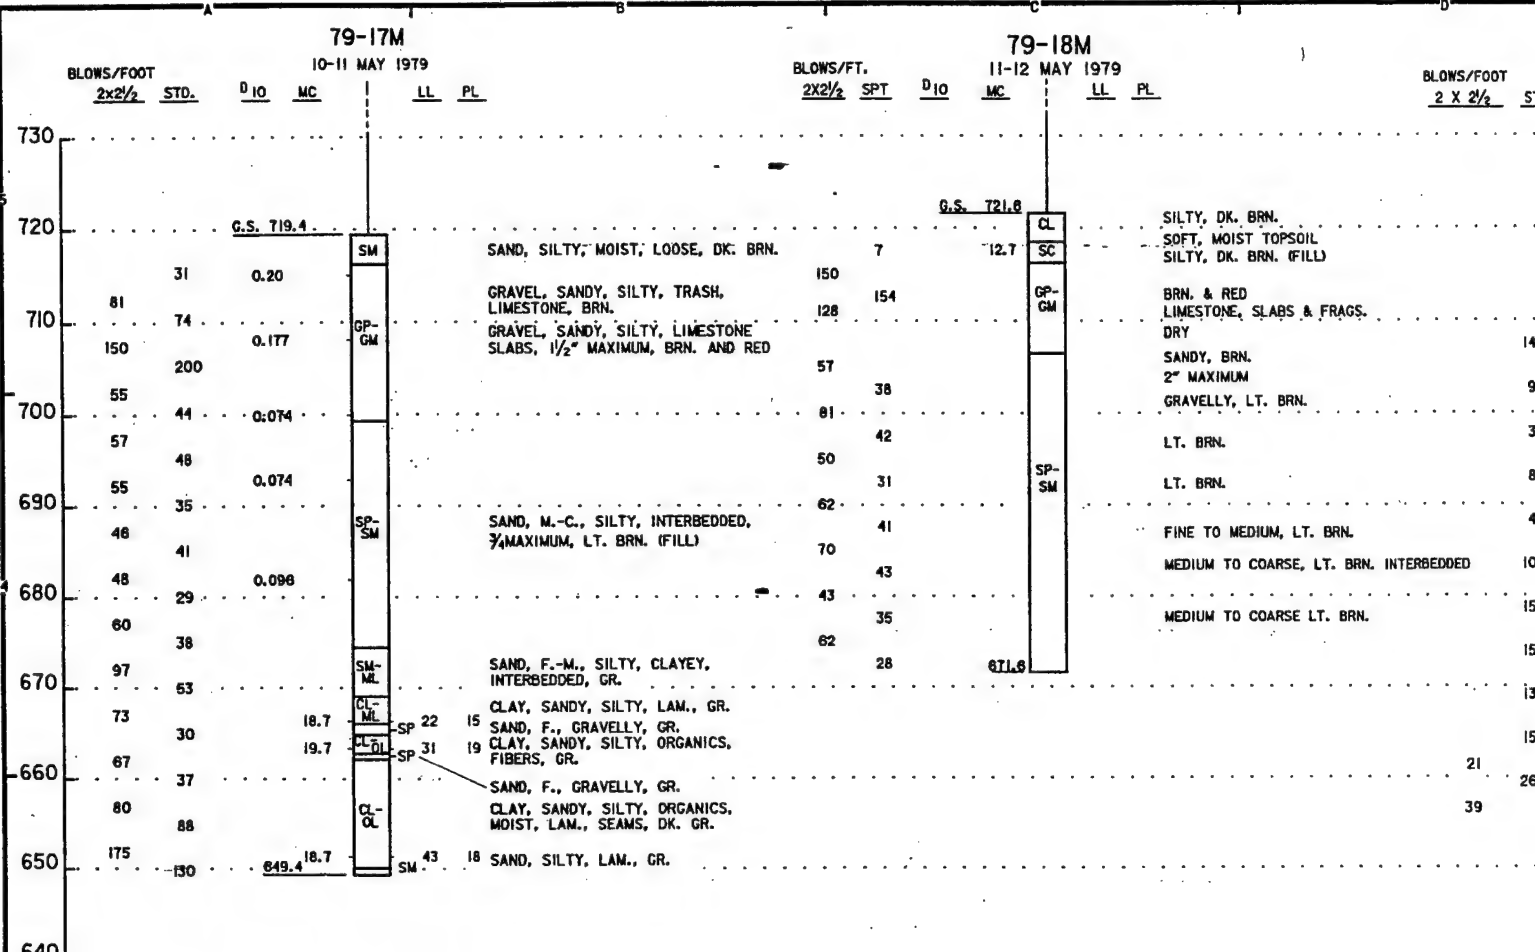 A B C D
79-17M
10-11 MAY 1979
BLOWS/FOOT
2x2½ STD. D10 MC LL PL
79-18M
11-12 MAY 1979
BLOWS/FT.
2X2½ SPT D10 MC LL PL
BLOWS/FOOT
2 X 2½
730
720
710
700
690
680
670
660
650
G.S. 719.4
SM SAND, SILTY, MOIST, LOOSE, DK. BRN.
31 0.20
81
GRAVEL, SANDY, SILTY, TRASH,
LIMESTONE, BRN.
74 0.177
GP-
GM
GRAVEL, SANDY, SILTY, LIMESTONE
SLABS, 1½" MAXIMUM, BRN. AND RED
150
200
55
44 0.074
57
48
55 0.074
35
46
SP-
SM
SAND, M.-C., SILTY, INTERBEDDED,
¾MAXIMUM, LT. BRN. (FILL)
41
48 0.096
29
60
38
97
SM-
ML
SAND, F.-M., SILTY, CLAYEY,
INTERBEDDED, GR.
63
CL-
ML
CLAY, SANDY, SILTY, LAM., GR.
73 18.7 22 15
SP SAND, F., GRAVELLY, GR.
30
19.7 CL-OL 31 19 CLAY, SANDY, SILTY, ORGANICS,
FIBERS, GR.
67 SP
37 SAND, F., GRAVELLY, GR.
80
CL-
OL
CLAY, SANDY, SILTY, ORGANICS,
MOIST, LAM., SEAMS, DK. GR.
88
175 18.7 43 18 SAND, SILTY, LAM., GR.
130 649.4 SM
G.S. 721.6
CL SILTY, DK. BRN.
SOFT, MOIST TOPSOIL
7 12.7 SC SILTY, DK. BRN. (FILL)
150
154
GP-
GM
BRN. & RED
128 LIMESTONE, SLABS & FRAGS.
DRY
57 SANDY, BRN.
38 2" MAXIMUM
81 GRAVELLY, LT. BRN.
42 LT. BRN.
50
31
SP-
SM
LT. BRN.
62
41 FINE TO MEDIUM, LT. BRN.
70
43 MEDIUM TO COARSE, LT. BRN. INTERBEDDED
43
35 MEDIUM TO COARSE LT. BRN.
62
28 671.6
21
39